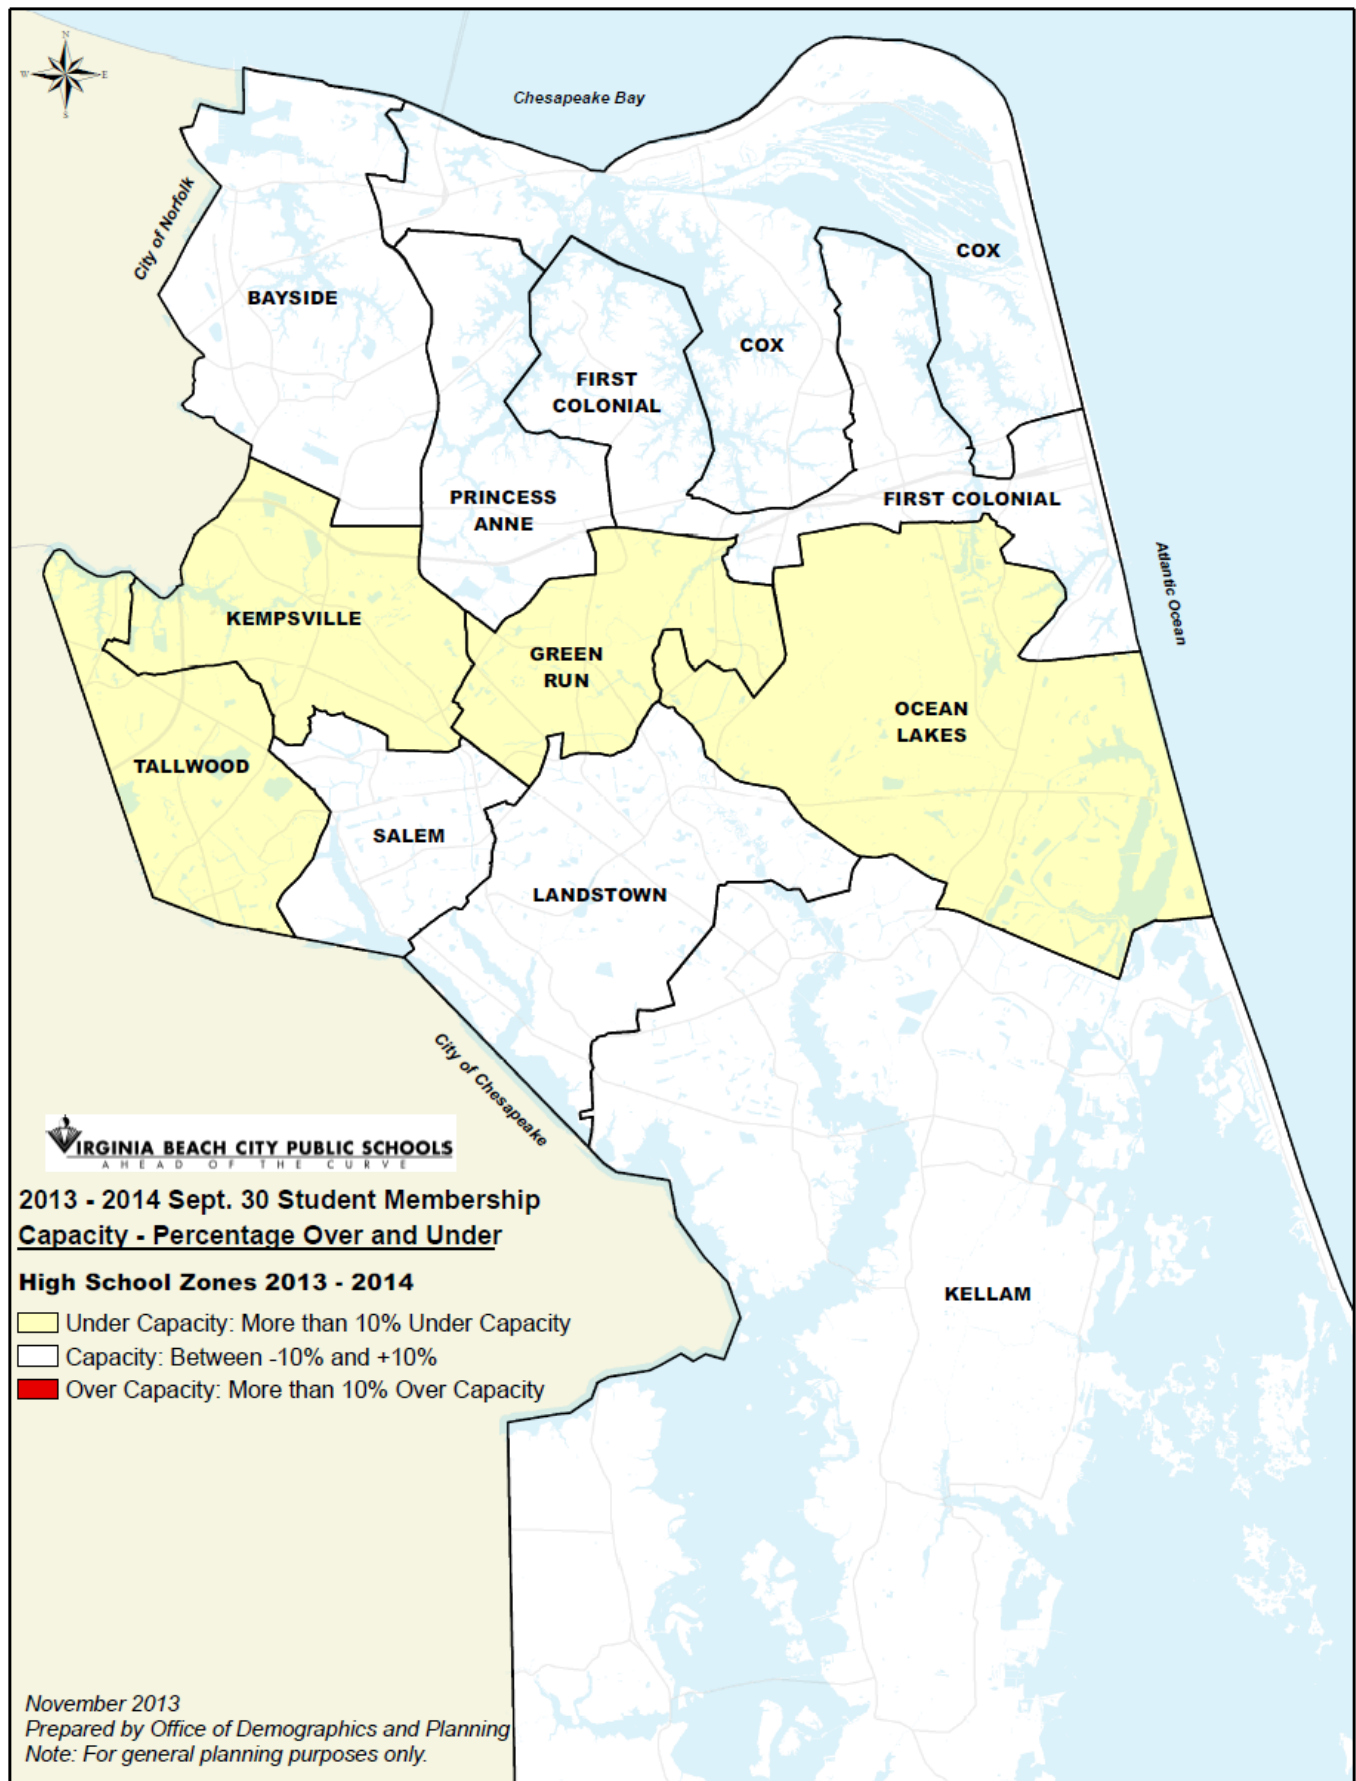 N
W E
S
Chesapeake Bay
City of Norfolk
COX
BAYSIDE
COX
FIRST
COLONIAL
PRINCESS
ANNE
FIRST COLONIAL
Atlantic Ocean
KEMPSVILLE
GREEN
RUN
OCEAN
LAKES
TALLWOOD
SALEM
LANDSTOWN
City of Chesapeake
VIRGINIA BEACH CITY PUBLIC SCHOOLS
AHEAD OF THE CURVE
2013 - 2014 Sept. 30 Student Membership
Capacity - Percentage Over and Under
High School Zones 2013 - 2014
Under Capacity: More than 10% Under Capacity
Capacity: Between -10% and +10%
Over Capacity: More than 10% Over Capacity
KELLAM
November 2013
Prepared by Office of Demographics and Planning
Note: For general planning purposes only.